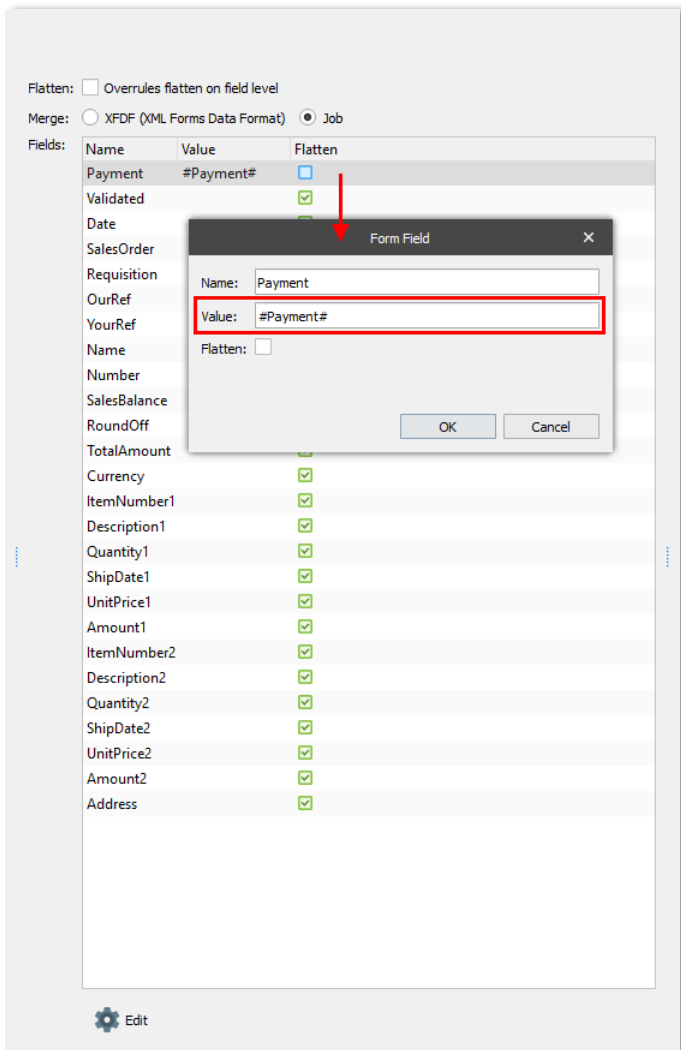 Flatten: Overrules flatten on field level
Merge: XFDF (XML Forms Data Format) Job
Fields:
Name Value Flatten
Payment #Payment#
Validated
Date
SalesOrder
Requisition
OurRef
YourRef
Name
Number
SalesBalance
RoundOff
TotalAmount
Currency
ItemNumber1
Description1
Quantity1
ShipDate1
UnitPrice1
Amount1
ItemNumber2
Description2
Quantity2
ShipDate2
UnitPrice2
Amount2
Address
Form Field
Name: Payment
Value: #Payment#
Flatten:
OK Cancel
Edit